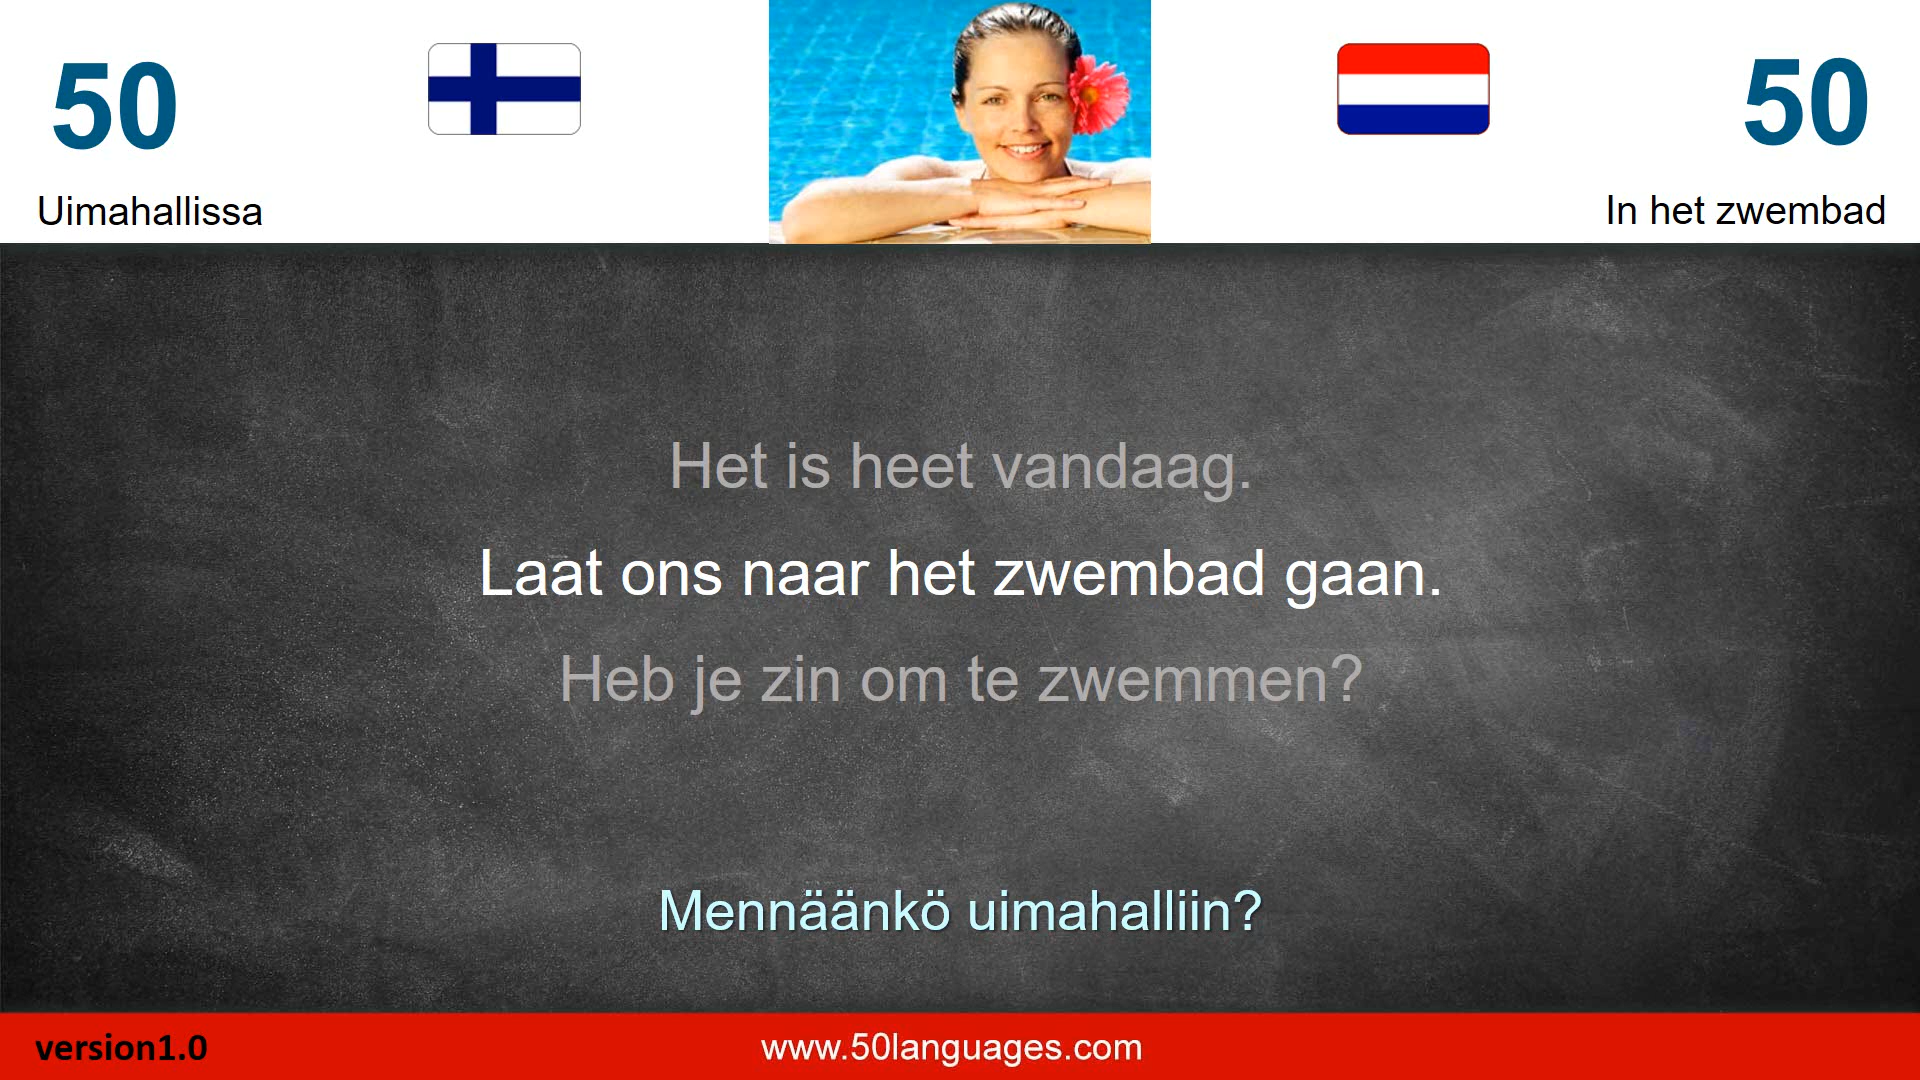 50
50
Uimahallissa
In het zwembad
Het is heet vandaag.
Laat ons naar het zwembad gaan.
Heb je zin om te zwemmen?
Mennäänkö uimahalliin?
version1.0
www.50languages.com